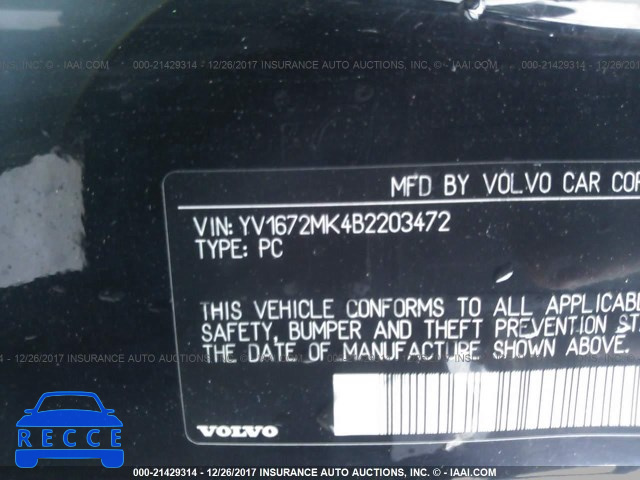 000-21429314 - 12/26/2017 INSURANCE AUTO AUCTIONS, INC. - © - IAAI.COM
MFD BY VOLVO CAR COR
VIN: YV1672MK4B2203472
TYPE: PC
THIS VEHICLE CONFORMS TO ALL APPLICABL
SAFETY, BUMPER AND THEFT PREVENTION ST
THE DATE OF MANUFACTURE SHOWN ABOVE.
VOLVO
RECCE
000-21429314 - 12/26/2017 INSURANCE AUTO AUCTIONS, INC. - © - IAAI.COM